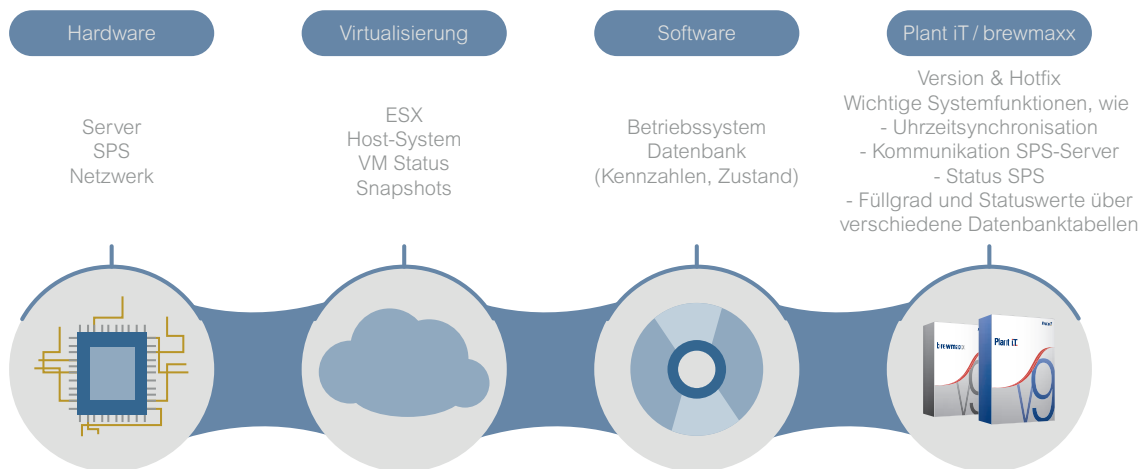 Hardware
Server
SPS
Netzwerk
Virtualisierung
ESX
Host-System
VM Status
Snapshots
Software
Betriebssystem
Datenbank
(Kennzahlen, Zustand)
Plant iT / brewmaxx
Version & Hotfix
Wichtige Systemfunktionen, wie
- Uhrzeitsynchronisation
- Kommunikation SPS-Server
- Status SPS
- Füllgrad und Statuswerte über
verschiedene Datenbanktabellen
brewmaxx
v9
Plant iT
v9